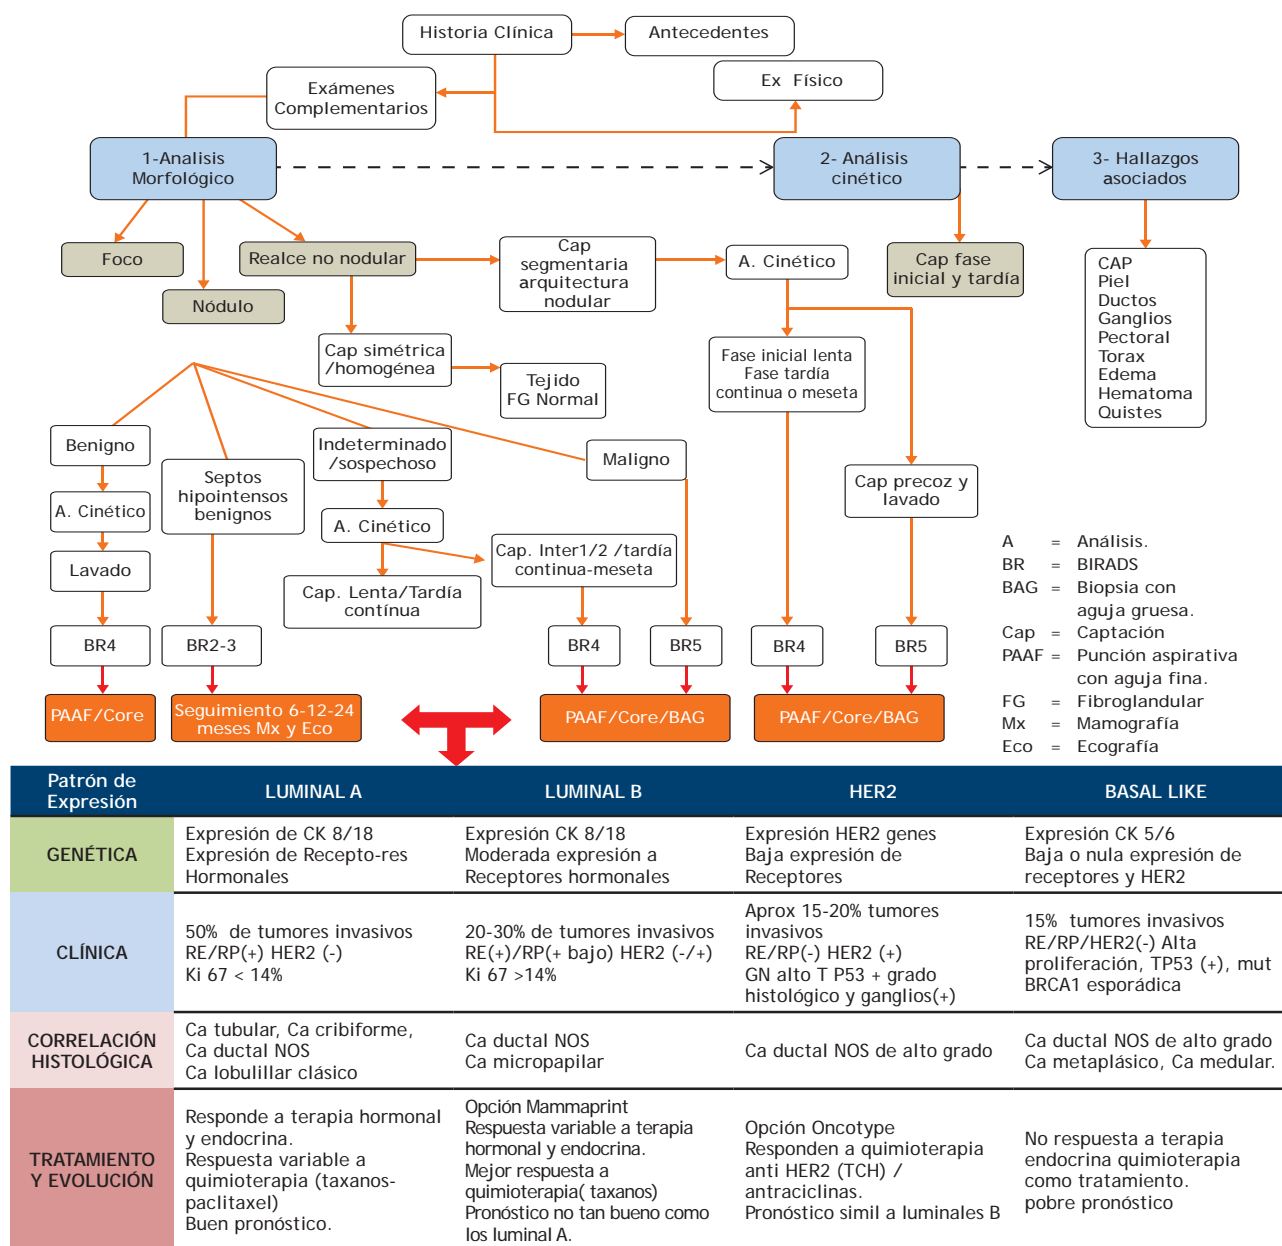 Historia Clínica
Antecedentes
Ex Físico
Exámenes
Complementarios
1-Analisis
Morfológico
2- Análisis
cinético
3- Hallazgos
asociados
Foco
Nódulo
Realce no nodular
Cap
segmentaria
arquitectura
nodular
A. Cinético
Cap fase
inicial y tardía
CAP
Piel
Ductos
Ganglios
Pectoral
Torax
Edema
Hematoma
Quistes
Cap simétrica
/homogénea
Tejido
FG Normal
Fase inicial lenta
Fase tardía
continua o meseta
Benigno
Septos
hipointensos
benignos
Indeterminado
/sospechoso
Maligno
Cap precoz y
lavado
A. Cinético
A. Cinético
Lavado
Cap. Lenta/Tardía
contínua
Cap. Inter1/2 /tardía
continua-meseta
BR4
BR2-3
BR4
BR5
BR4
BR5
PAAF/Core
Seguimiento 6-12-24
meses Mx y Eco
PAAF/Core/BAG
PAAF/Core/BAG
A = Análisis.
BR = BIRADS
BAG = Biopsia con
aguja gruesa.
Cap = Captación
PAAF = Punción aspirativa
con aguja fina.
FG = Fibroglandular
Mx = Mamografía
Eco = Ecografía
Patrón de
Expresión
LUMINAL A
LUMINAL B
HER2
BASAL LIKE
GENÉTICA
Expresión de CK 8/18
Expresión de Recepto-res
Hormonales
Expresión CK 8/18
Moderada expresión a
Receptores hormonales
Expresión HER2 genes
Baja expresión de
Receptores
Expresión CK 5/6
Baja o nula expresión de
receptores y HER2
CLÍNICA
50% de tumores invasivos
RE/RP(+) HER2 (-)
Ki 67 < 14%
20-30% de tumores invasivos
RE(+)/RP(+ bajo) HER2 (-/+)
Ki 67 >14%
Aprox 15-20% tumores
invasivos
RE/RP(-) HER2 (+)
GN alto T P53 + grado
histológico y ganglios(+)
15% tumores invasivos
RE/RP/HER2(-) Alta
proliferación, TP53 (+), mut
BRCA1 esporádica
CORRELACIÓN
HISTOLÓGICA
Ca tubular, Ca cribiforme,
Ca ductal NOS
Ca lobulillar clásico
Ca ductal NOS
Ca micropapilar
Ca ductal NOS de alto grado
Ca ductal NOS de alto grado
Ca metaplásico, Ca medular.
TRATAMIENTO
Y EVOLUCIÓN
Responde a terapia hormonal
y endocrina.
Respuesta variable a
quimioterapia (taxanos-
paclitaxel)
Buen pronóstico.
Opción Mammaprint
Respuesta variable a terapia
hormonal y endocrina.
Mejor respuesta a
quimioterapia( taxanos)
Pronóstico no tan bueno como
los luminal A.
Opción Oncotype
Responden a quimioterapia
anti HER2 (TCH) /
antraciclinas.
Pronóstico simil a luminales B
No respuesta a terapia
endocrina quimioterapia
como tratamiento.
pobre pronóstico